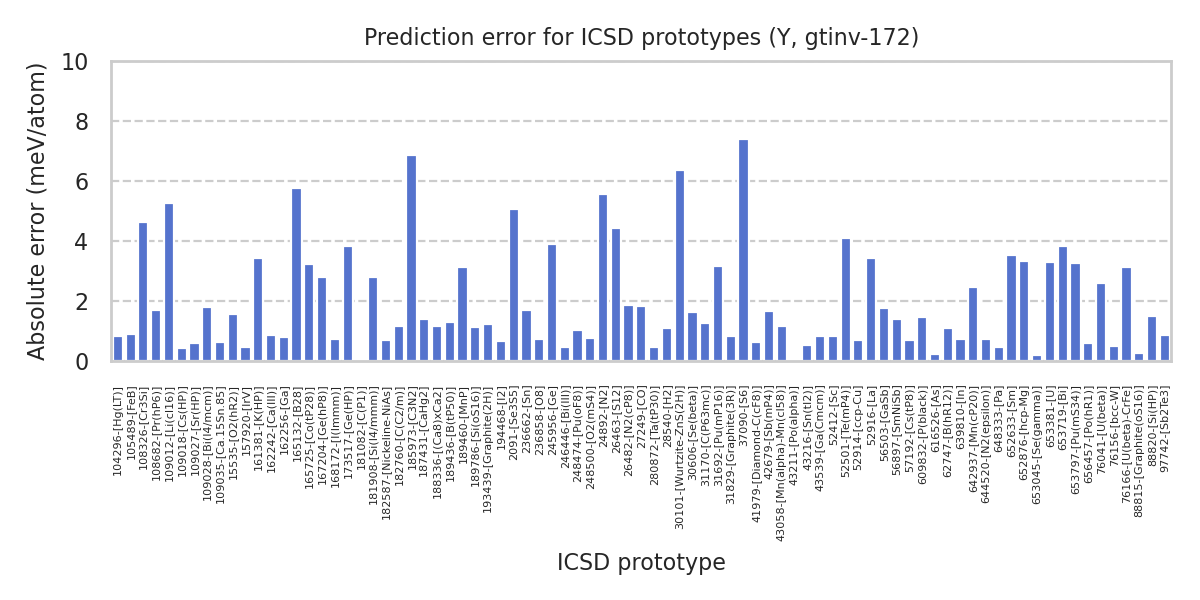 Prediction error for ICSD prototypes (Y, gtinv-172)
Absolute error (meV/atom)
10
8
6
4
2
0
104296-[Hg(LT)]
105489-[FeB]
108326-[Cr3Si]
108682-[Pr(hP6)]
109012-[Li(cI16)]
109018-[Cs(HP)]
109027-[Sr(HP)]
109028-[Bi(I4/mcm)]
109035-[Ca.15Sn.85]
15535-[O2(hR2)]
157920-[IrV]
161381-[K(HP)]
162242-[Ca(III)]
162256-[Ga]
165132-[B28]
165725-[Co(tP28)]
167204-[Ge(hP8)]
168172-[I(Immm)]
173517-[Ge(HP)]
181082-[C(P1)]
181908-[Si(I4/mmm)]
182587-[Nickeline-NiAs]
182760-[C(C2/m)]
185973-[C3N2]
187431-[CaHg2]
188336-[(Ca8)xCa2]
189436-[B(tP50)]
189460-[MnP]
189786-[Si(oS16)]
193439-[Graphite(2H)]
194468-[I2]
2091-[Se3S5]
236662-[Sn]
236858-[O8]
245956-[Ge]
246446-[Bi(III)]
248474-[Pu(oF8)]
248500-[O2(mS4)]
24892-[N2]
26463-[S12]
26482-[N2(cP8)]
27249-[CO]
280872-[Ta(tP30)]
28540-[H2]
30101-[Wurtzite-ZnS(2H)]
30606-[Se(beta)]
31170-[C(P63mc)]
31692-[Pu(mP16)]
31829-[Graphite(3R)]
37090-[S6]
41979-[Diamond-C(cF8)]
42679-[Sb(mP4)]
43058-[Mn(alpha)-Mn(cI58)]
43211-[Po(alpha)]
43216-[Sn(tI2)]
43539-[Ga(Cmcm)]
52412-[Sc]
52501-[Te(mP4)]
52914-[ccp-Cu]
52916-[La]
56503-[GaSb]
56897-[SmNiSb]
57192-[Cs(tP8)]
609832-[P(black)]
616526-[As]
62747-[B(hR12)]
639810-[In]
642937-[Mn(cP20)]
644520-[N2(epsilon)]
648333-[Pa]
652633-[Sm]
652876-[hcp-Mg]
653045-[Se(gamma)]
653381-[U]
653719-[Bi]
653797-[Pu(mS34)]
656457-[Po(hR1)]
76041-[U(beta)]
76156-[bcc-W]
76166-[U(beta)-CrFe]
88815-[Graphite(oS16)]
88820-[Si(HP)]
97742-[Sb2Te3]
ICSD prototype